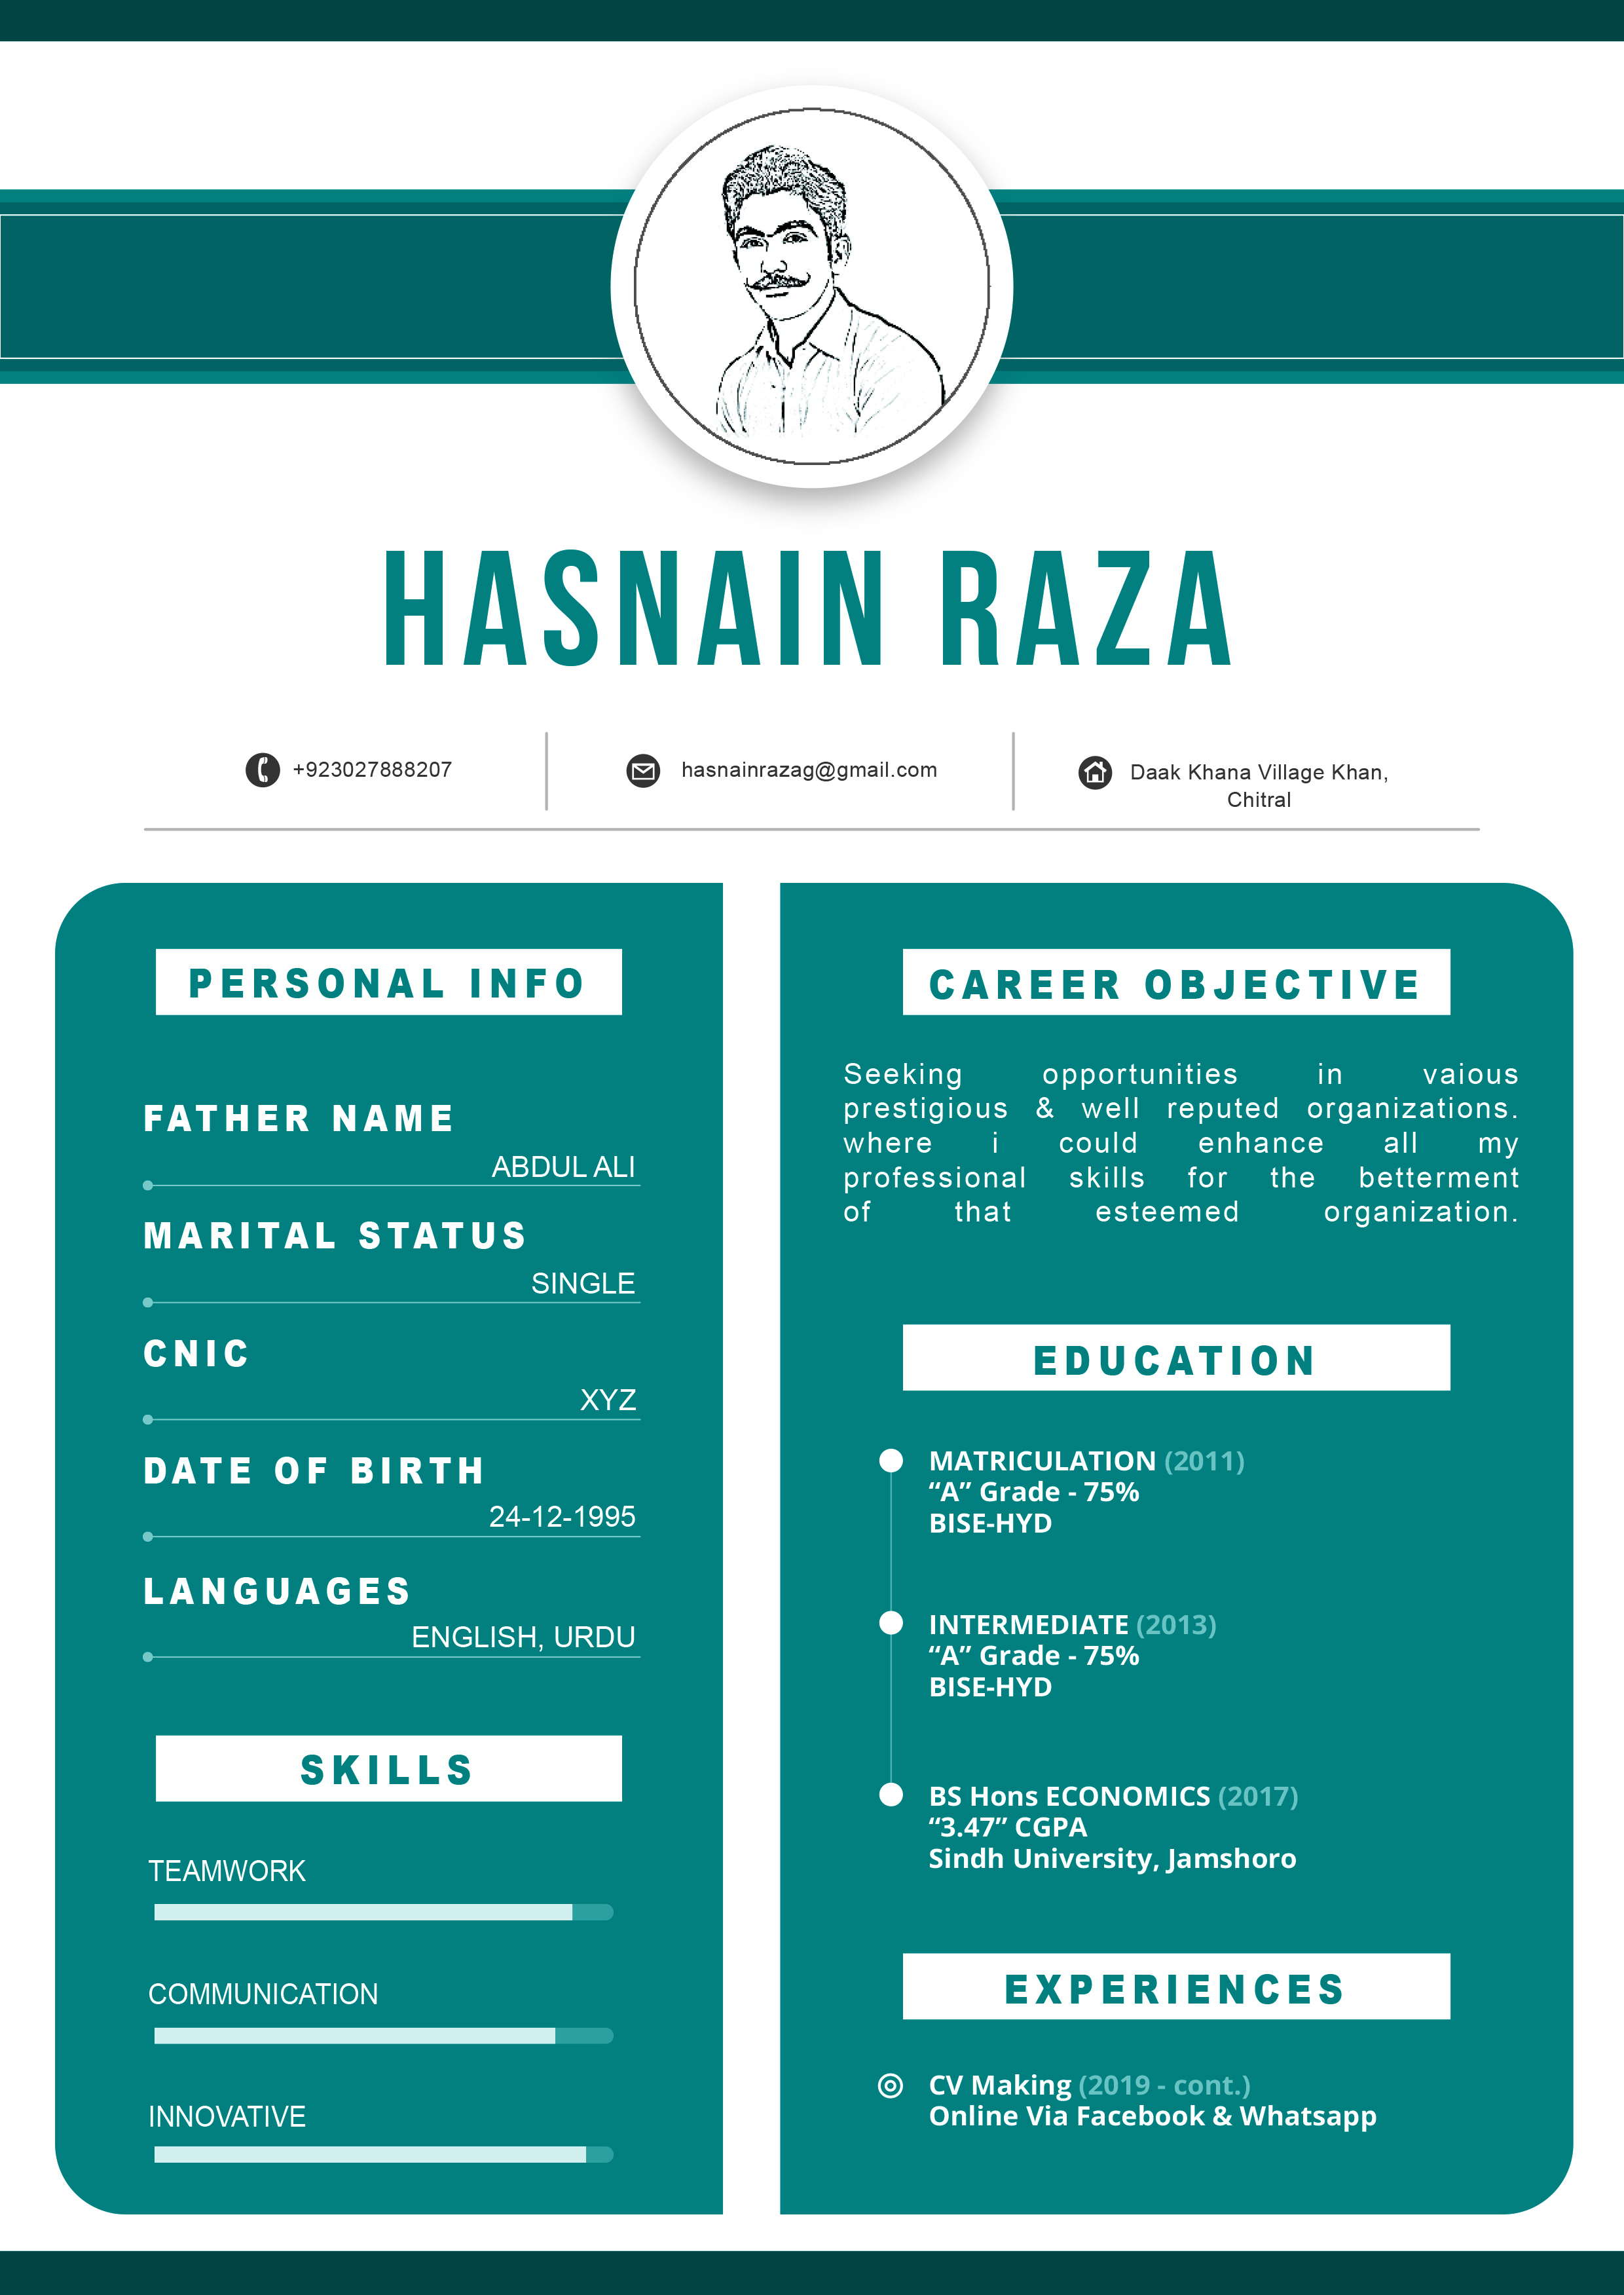 HASNAIN RAZA
+923027888207
hasnainrazag@gmail.com
Daak Khana Village Khan,
Chitral
PERSONAL INFO
FATHER NAME
ABDUL ALI
MARITAL STATUS
SINGLE
CNIC
XYZ
DATE OF BIRTH
24-12-1995
LANGUAGES
ENGLISH, URDU
SKILLS
TEAMWORK
COMMUNICATION
INNOVATIVE
CAREER OBJECTIVE
Seeking opportunities in vaious
prestigious & well reputed organizations.
where i could enhance all my
professional skills for the betterment
of that esteemed organization.
EDUCATION
MATRICULATION (2011)
“A” Grade - 75%
BISE-HYD
INTERMEDIATE (2013)
“A” Grade - 75%
BISE-HYD
BS Hons ECONOMICS (2017)
“3.47” CGPA
Sindh University, Jamshoro
EXPERIENCES
CV Making (2019 - cont.)
Online Via Facebook & Whatsapp